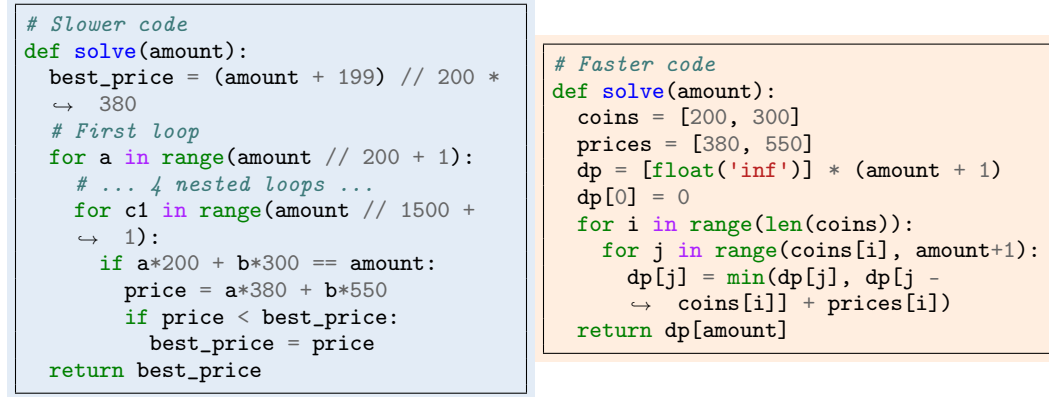 # Slower code
def solve(amount):
  best_price = (amount + 199) // 200 *
  ↪  380
  # First loop
  for a in range(amount // 200 + 1):
    # ... 4 nested loops ...
    for c1 in range(amount // 1500 +
    ↪  1):
      if a*200 + b*300 == amount:
        price = a*380 + b*550
        if price < best_price:
          best_price = price
  return best_price
# Faster code
def solve(amount):
  coins = [200, 300]
  prices = [380, 550]
  dp = [float('inf')] * (amount + 1)
  dp[0] = 0
  for i in range(len(coins)):
    for j in range(coins[i], amount+1):
      dp[j] = min(dp[j], dp[j -
      ↪  coins[i]] + prices[i])
  return dp[amount]